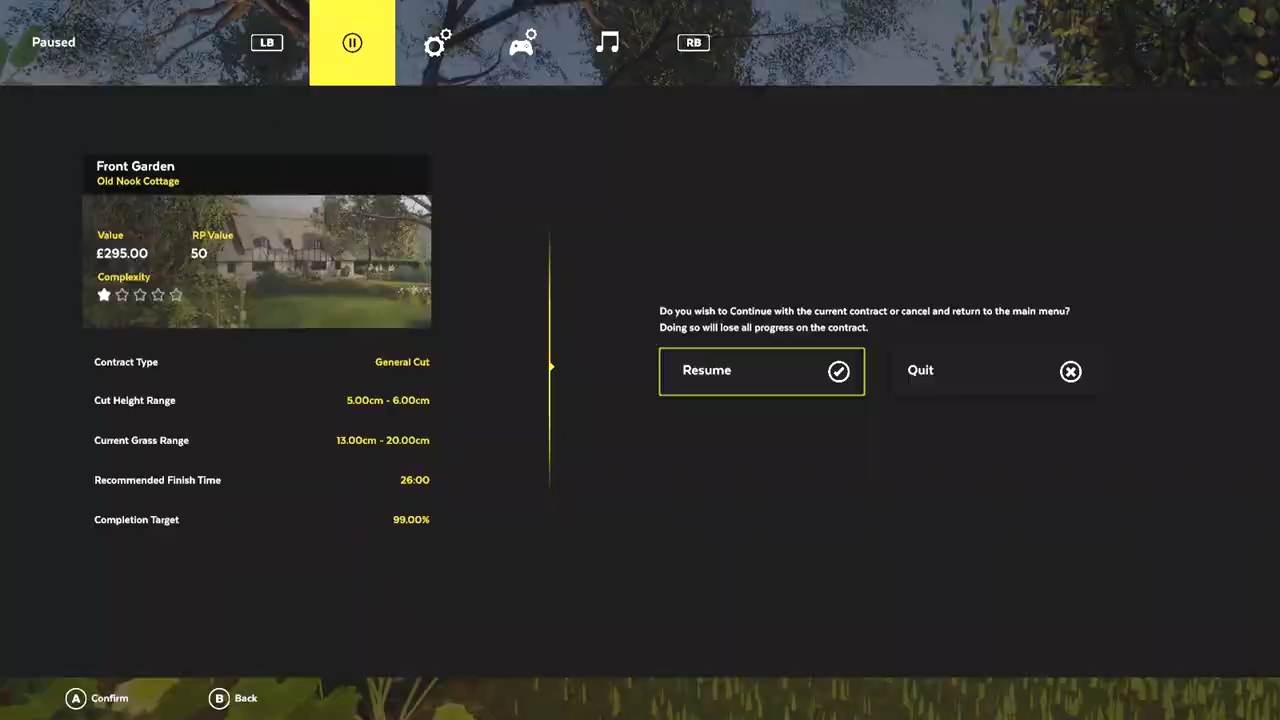 Paused
LB
RB
Front Garden
Old Nook Cottage
Value RP Value
£295.00 50
Complexity
Contract Type General Cut
Cut Height Range 5.00cm - 6.00cm
Current Grass Range 13.00cm - 20.00cm
Recommended Finish Time 26:00
Completion Target 99.00%
Do you wish to Continue with the current contract or cancel and return to the main menu?
Doing so will lose all progress on the contract.
Resume
Quit
A Confirm
B Back